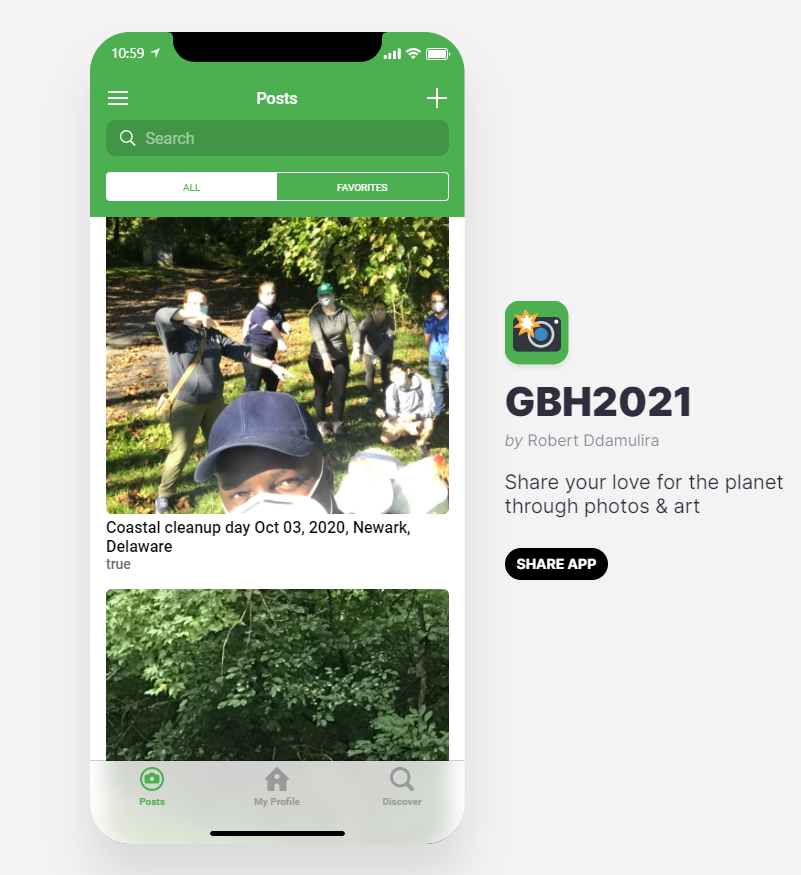 10:59
Posts
Search
ALL
FAVORITES
Coastal cleanup day Oct 03, 2020, Newark,
Delaware
true
Posts
My Profile
Discover
GBH2021
by Robert Ddamulira
Share your love for the planet
through photos & art
SHARE APP